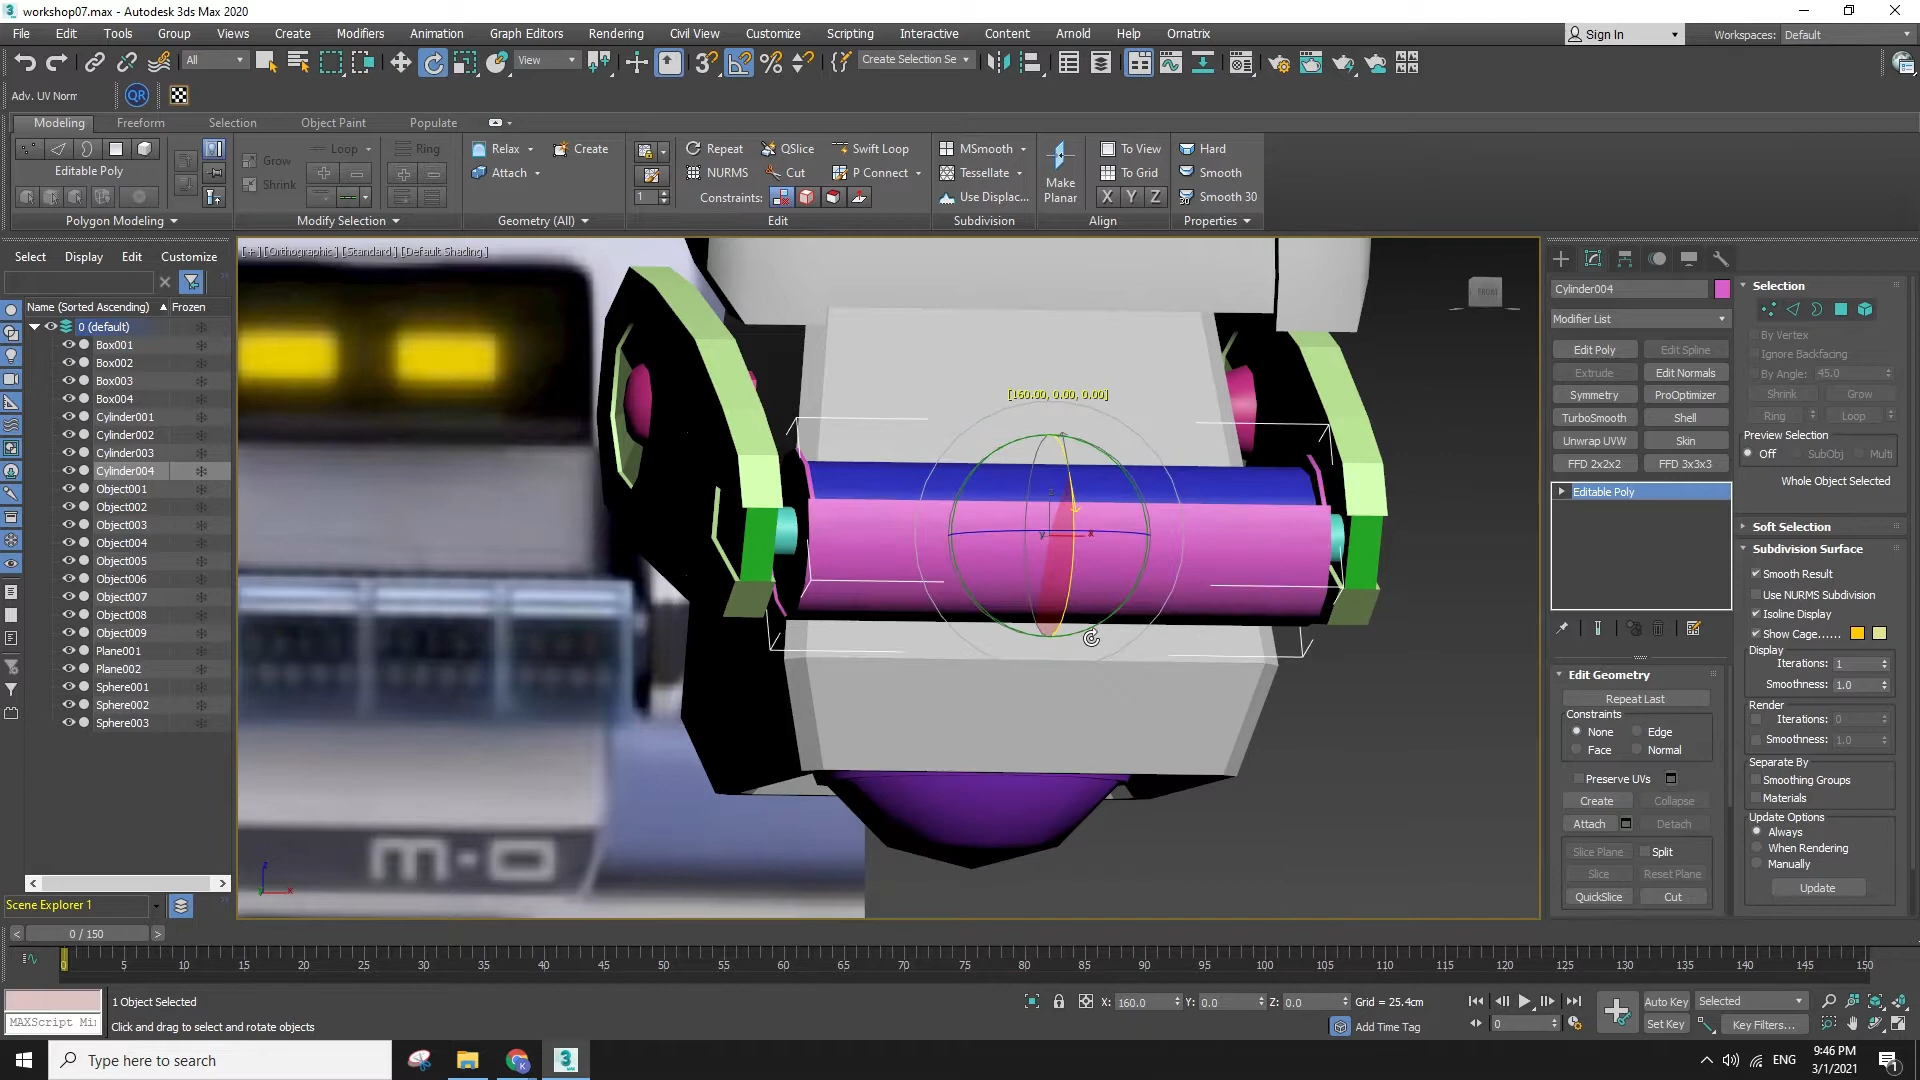 workshop07.max - Autodesk 3ds Max 2020
File Edit Tools Group Views Create Modifiers Animation Graph Editors Rendering Civil View Customize Scripting Interactive Content Arnold Help Ornatrix Sign In Workspaces: Default
All View Create Selection Se
Adv. UV Norm QR
Modeling Freeform Selection Object Paint Populate
Loop Ring Relax Create Repeat QSlice Swift Loop MSmooth To View Hard
Editable Poly Grow Attach NURMS Cut P Connect Tessellate To Grid Smooth
Shrink 1 Constraints: Use Displac... Make Planar X Y Z Smooth 30
Polygon Modeling Modify Selection Geometry (All) Edit Subdivision Align Properties
Select Display Edit Customize
[+] [Orthographic] [Standard] [Default Shading]
Name (Sorted Ascending) Frozen
0 (default)
Box001
Box002
Box003
Box004
Cylinder001
Cylinder002
Cylinder003
Cylinder004
Object001
Object002
Object003
Object004
Object005
Object006
Object007
Object008
Object009
Plane001
Plane002
Sphere001
Sphere002
Sphere003
Scene Explorer 1
[160.00, 0.00, 0.00]
FRONT
z
y
x
M-O
z
x
Cylinder004
Modifier List
Edit Poly Edit Spline
Extrude Edit Normals
Symmetry ProOptimizer
TurboSmooth Shell
Unwrap UVW Skin
FFD 2x2x2 FFD 3x3x3
Editable Poly
Edit Geometry
Repeat Last
Constraints
None Edge
Face Normal
Preserve UVs
Create Collapse
Attach Detach
Slice Plane Split
Slice Reset Plane
QuickSlice Cut
Selection
By Vertex
Ignore Backfacing
By Angle: 45.0
Shrink Grow
Ring Loop
Preview Selection
Off SubObj Multi
Whole Object Selected
Soft Selection
Subdivision Surface
Smooth Result
Use NURMS Subdivision
Isoline Display
Show Cage......
Display
Iterations: 1
Smoothness: 1.0
Render
Iterations: 0
Smoothness: 1.0
Separate By
Smoothing Groups
Materials
Update Options
Always
When Rendering
Manually
Update
< 0 / 150 >
0 5 10 15 20 25 30 35 40 45 50 55 60 65 70 75 80 85 90 95 100 105 110 115 120 125 130 135 140 145 150
1 Object Selected X: 160.0 Y: 0.0 Z: 0.0 Grid = 25.4cm Auto Key Selected
MAXScript Mi Click and drag to select and rotate objects Add Time Tag 0 Set Key Key Filters...
Type here to search ENG
9:46 PM
3/1/2021
1